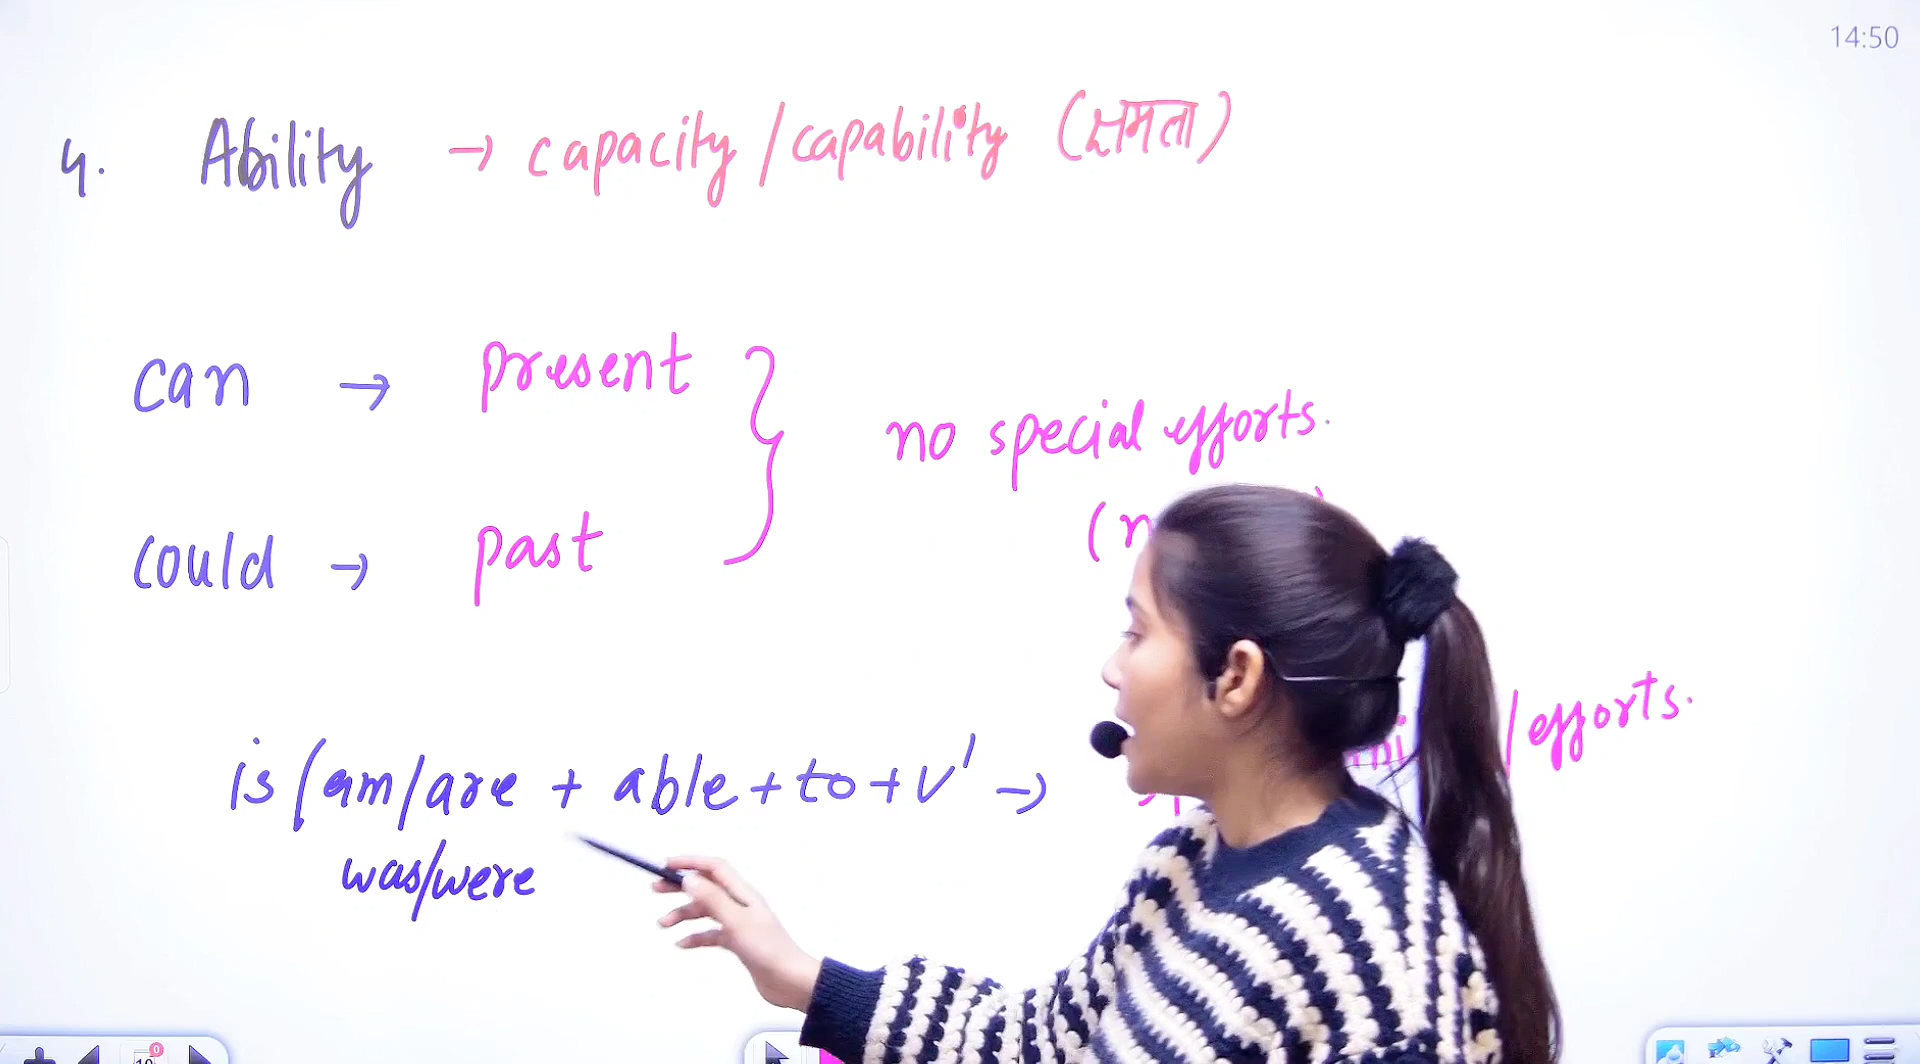 14:50
4. Ability → capacity/capability (क्षमता)
can → present
no special efforts.
could → past
is/am/are + able + to + v' → /efforts.
was/were